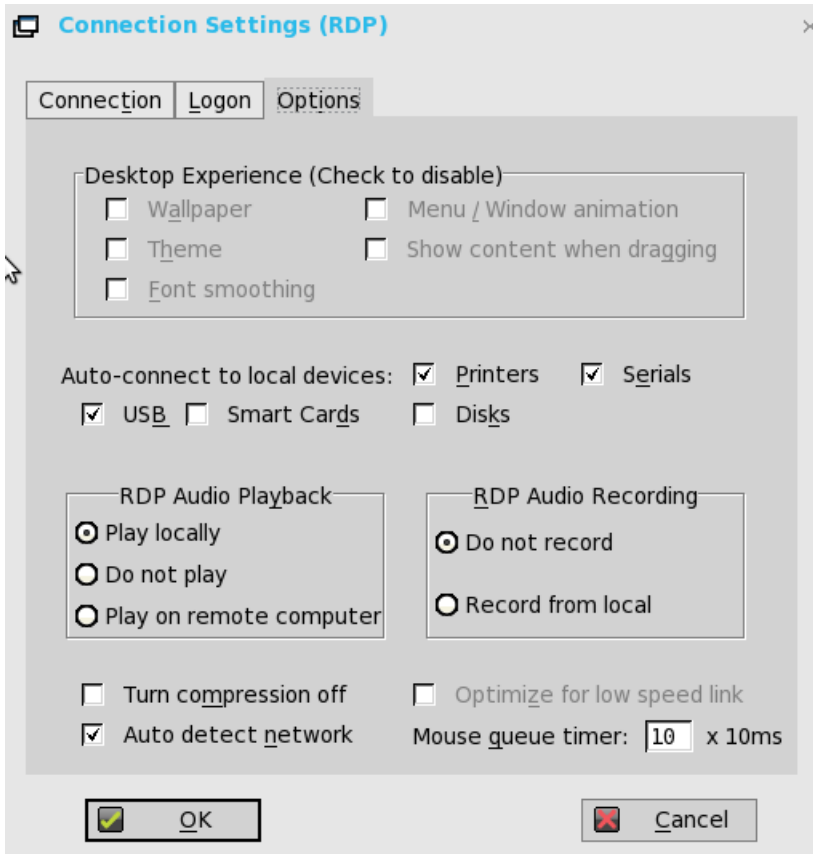 Connection Settings (RDP)
Connection Logon Options
Desktop Experience (Check to disable)
Wallpaper Menu / Window animation
Theme Show content when dragging
Font smoothing
Auto-connect to local devices: Printers Serials
USB Smart Cards Disks
RDP Audio Playback RDP Audio Recording
Play locally
Do not record
Do not play
Record from local
Play on remote computer
Turn compression off Optimize for low speed link
Auto detect network Mouse queue timer: 10 x 10ms
OK Cancel